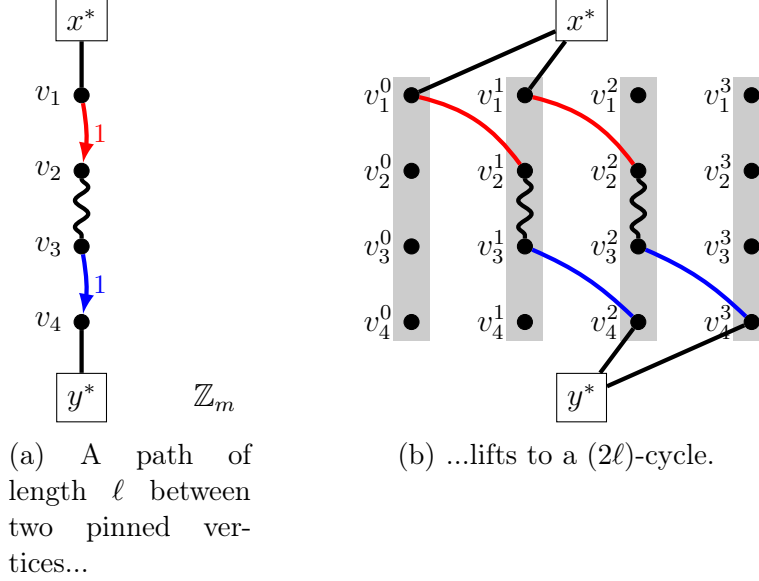 x*
v₁
1
v₂
v₃
1
v₄
y*
ℤₘ
(a) A path of
length ℓ between
two pinned ver-
tices...
x*
v₁⁰ v₁¹ v₁² v₁³
v₂⁰ v₂¹ v₂² v₂³
v₃⁰ v₃¹ v₃² v₃³
v₄⁰ v₄¹ v₄² v₄³
y*
(b) ...lifts to a (2ℓ)-cycle.